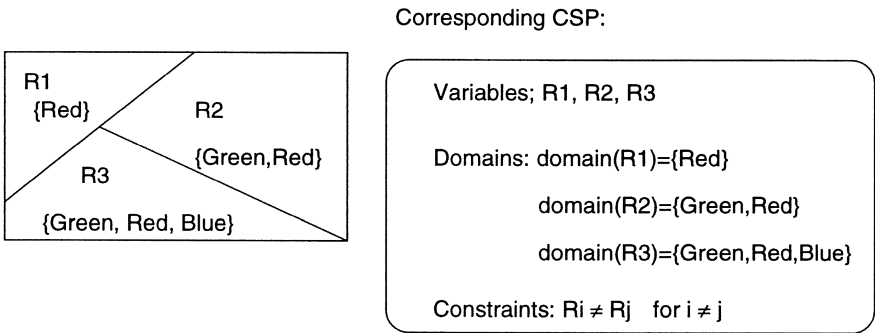 Corresponding CSP:
R1
{Red}
R2
{Green,Red}
R3
{Green, Red, Blue}
Variables; R1, R2, R3
Domains: domain(R1)={Red}
domain(R2)={Green,Red}
domain(R3)={Green,Red,Blue}
Constraints: Ri ≠ Rj for i ≠ j